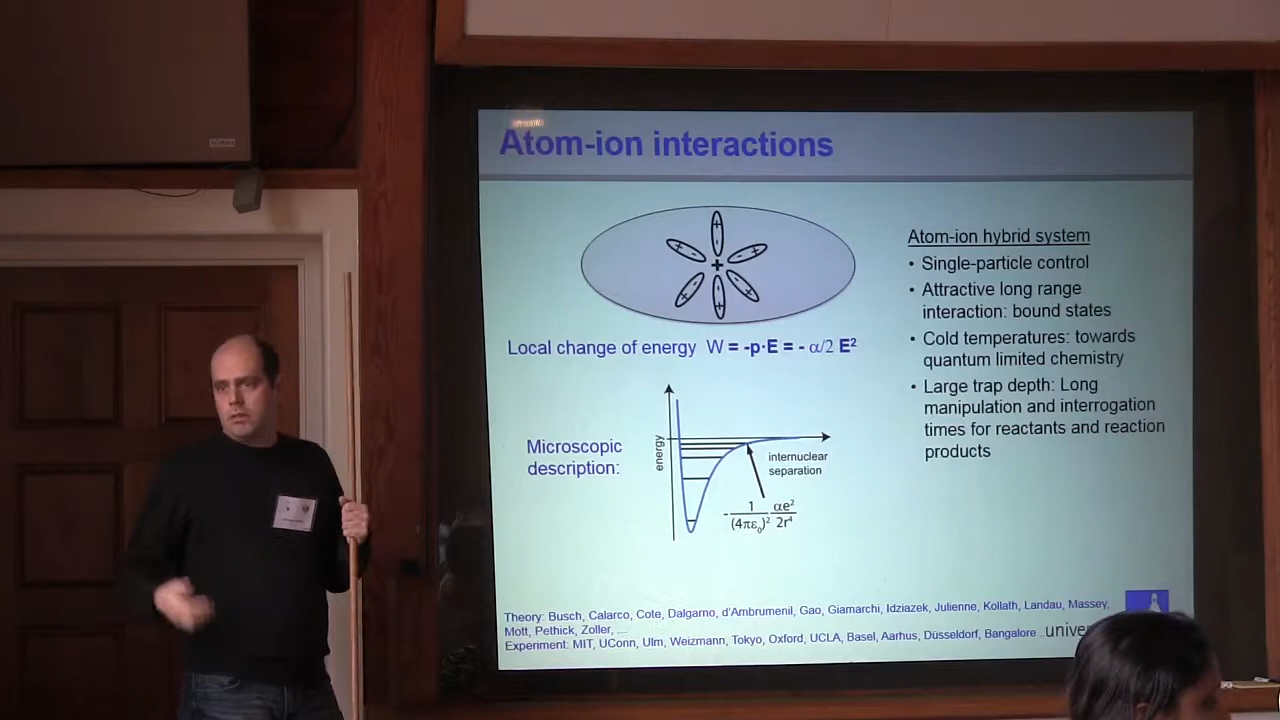 Atom-ion interactions
Atom-ion hybrid system
• Single-particle control
• Attractive long range
interaction: bound states
• Cold temperatures: towards
quantum limited chemistry
• Large trap depth: Long
manipulation and interrogation
times for reactants and reaction
products
+
Local change of energy W = -p·E = - α/2 E²
Microscopic
description:
energy
internuclear
separation
-1/(4πε₀)² αe²/2r⁴
Theory: Busch, Calarco, Cote, Dalgarno, d'Ambrumenil, Gao, Giamarchi, Idziazek, Julienne, Kollath, Landau, Massey,
Mott, Pethick, Zoller, ...
Experiment: MIT, UConn, Ulm, Weizmann, Tokyo, Oxford, UCLA, Basel, Aarhus, Düsseldorf, Bangalore ..